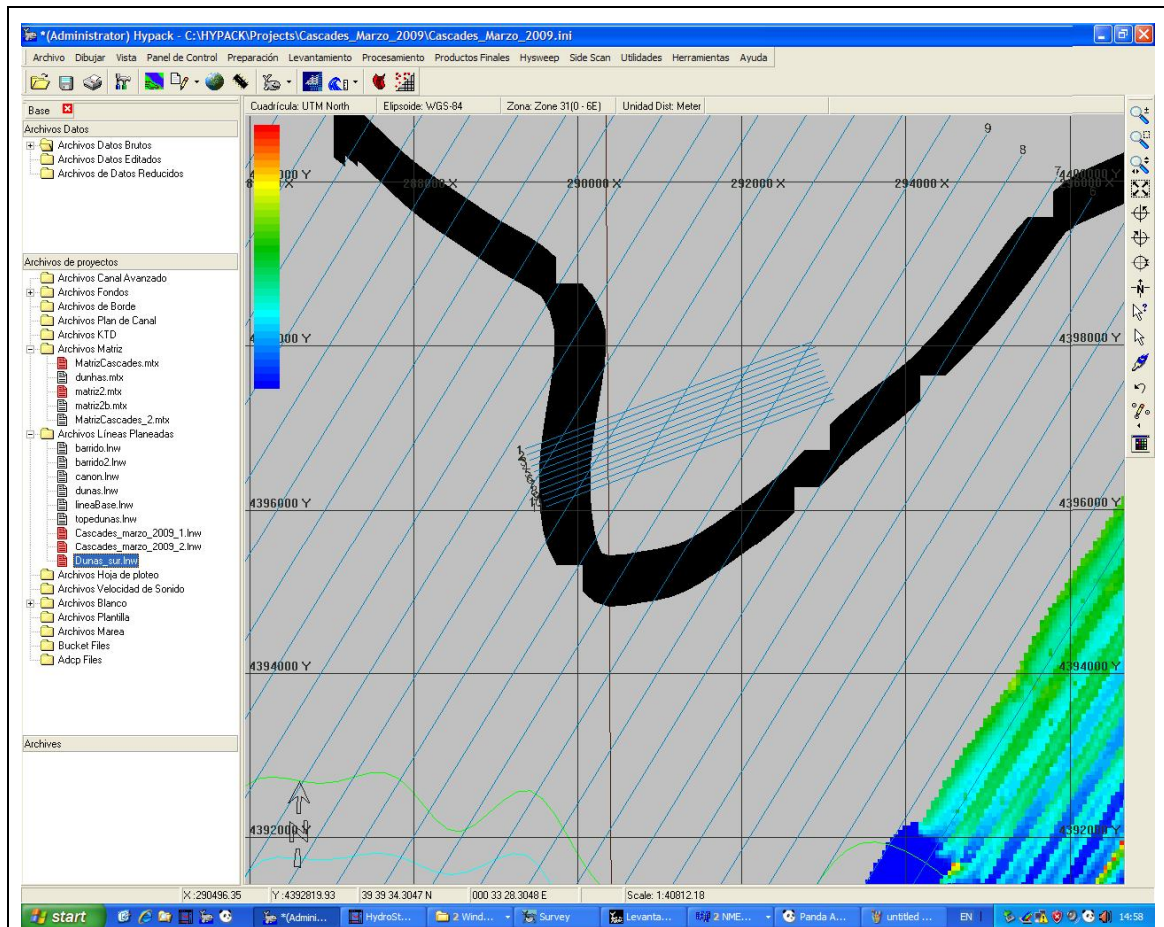 *(Administrator) Hypack - C:\HYPACK\Projects\Cascades_Marzo_2009\Cascades_Marzo_2009.ini
Archivo Dibujar Vista Panel de Control Preparación Levantamiento Procesamiento Productos Finales Hysweep Side Scan Utilidades Herramientas Ayuda
Base
Cuadrícula: UTM North Elipsoide: WGS-84 Zona: Zone 31(0 - 6E) Unidad Dist: Meter
Archivos Datos
Archivos Datos Brutos
Archivos Datos Editados
Archivos de Datos Reducidos
Archivos de proyectos
Archivos Canal Avanzado
Archivos Fondos
Archivos de Borde
Archivos Plan de Canal
Archivos KTD
Archivos Matriz
MatrizCascades.mtx
dunhas.mtx
matriz2.mtx
matriz2b.mtx
MatrizCascades_2.mtx
Archivos Líneas Planeadas
barrido.lnw
barrido2.lnw
canon.lnw
dunas.lnw
lineaBase.lnw
topedunas.lnw
Cascades_marzo_2009_1.lnw
Cascades_marzo_2009_2.lnw
Dunas_sur.lnw
Archivos Hoja de ploteo
Archivos Velocidad de Sonido
Archivos Blanco
Archivos Plantilla
Archivos Marea
Bucket Files
Adcp Files
Archives
9
8
7
288000 X 290000 X 292000 X 294000 X
4398000 Y
4396000 Y 4396000 Y
4394000 Y 4394000 Y
4392000 Y 4392000 Y
N
X :290496.35 Y :4392819.93 39 39 34.3047 N 000 33 28.3048 E Scale: 1:40812.18
start *(Admini... HydroSt... 2 Wind... Survey Levanta... 2 NME... Panda A... untitled ... EN 14:58